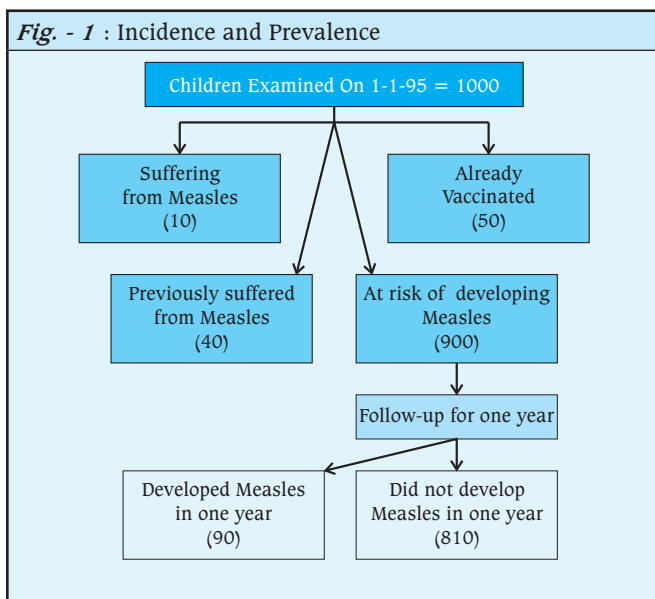 Fig. - 1 : Incidence and Prevalence
Children Examined On 1-1-95 = 1000
Suffering
from Measles
(10)
Already
Vaccinated
(50)
Previously suffered
from Measles
(40)
At risk of developing
Measles
(900)
Follow-up for one year
Developed Measles
in one year
(90)
Did not develop
Measles in one year
(810)